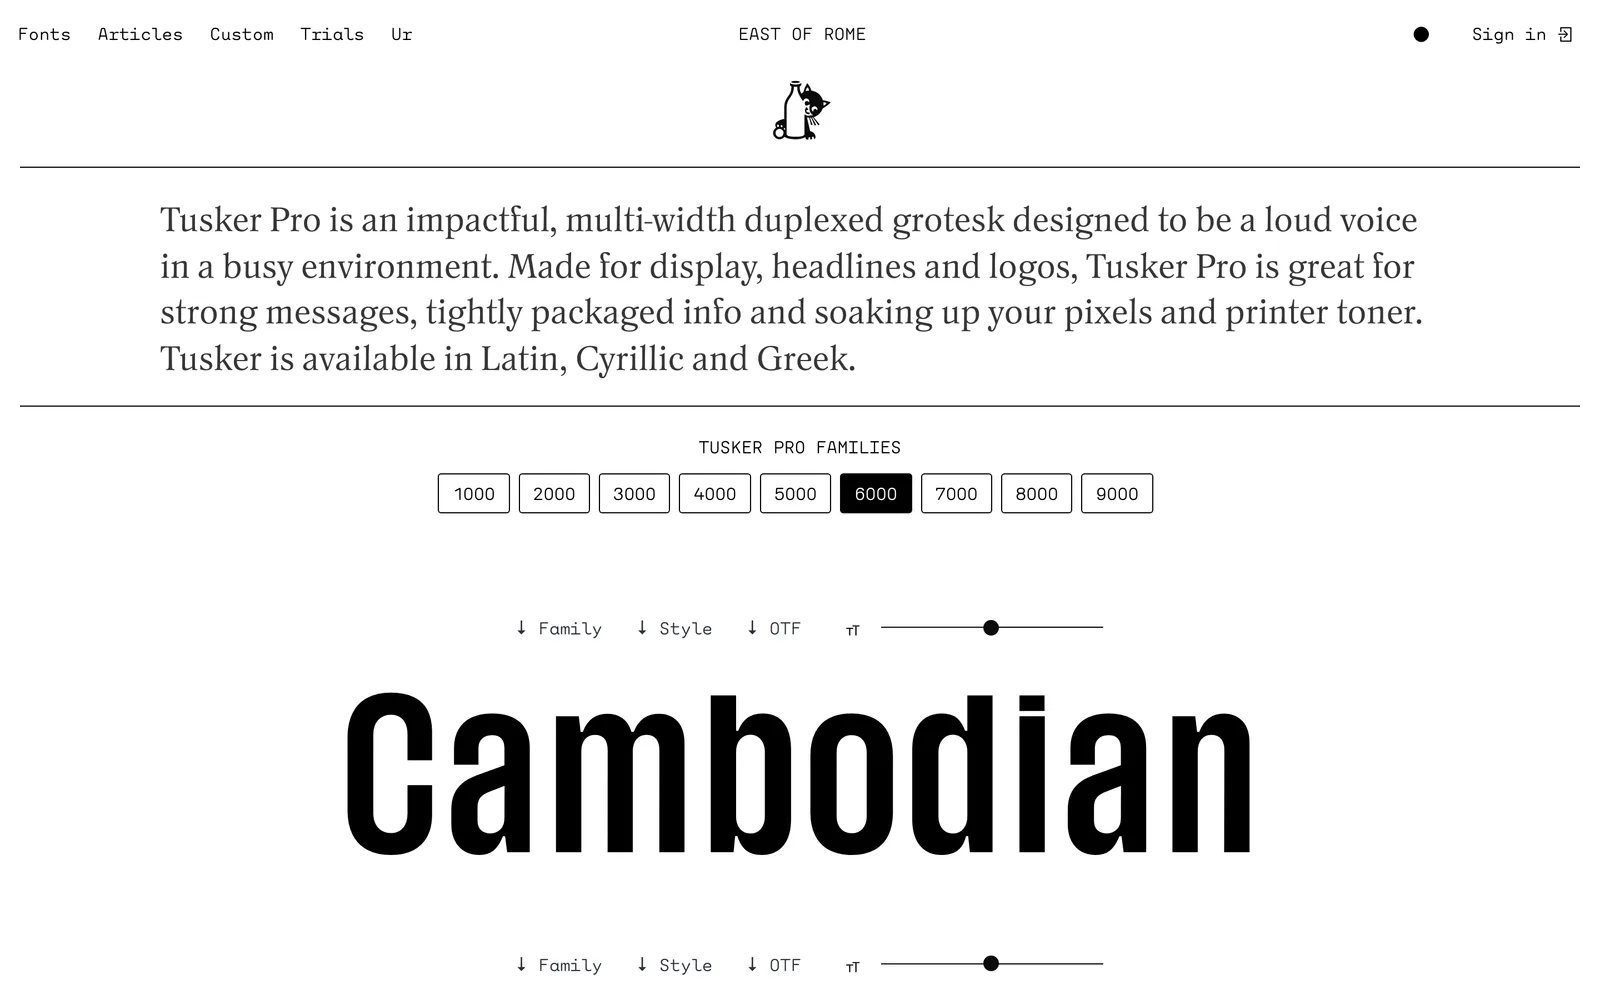 Fonts Articles Custom Trials Ur EAST OF ROME Sign in
Tusker Pro is an impactful, multi-width duplexed grotesk designed to be a loud voice
in a busy environment. Made for display, headlines and logos, Tusker Pro is great for
strong messages, tightly packaged info and soaking up your pixels and printer toner.
Tusker is available in Latin, Cyrillic and Greek.
TUSKER PRO FAMILIES
1000 2000 3000 4000 5000 6000 7000 8000 9000
↓ Family ↓ Style ↓ OTF TT
Cambodian
↓ Family ↓ Style ↓ OTF TT